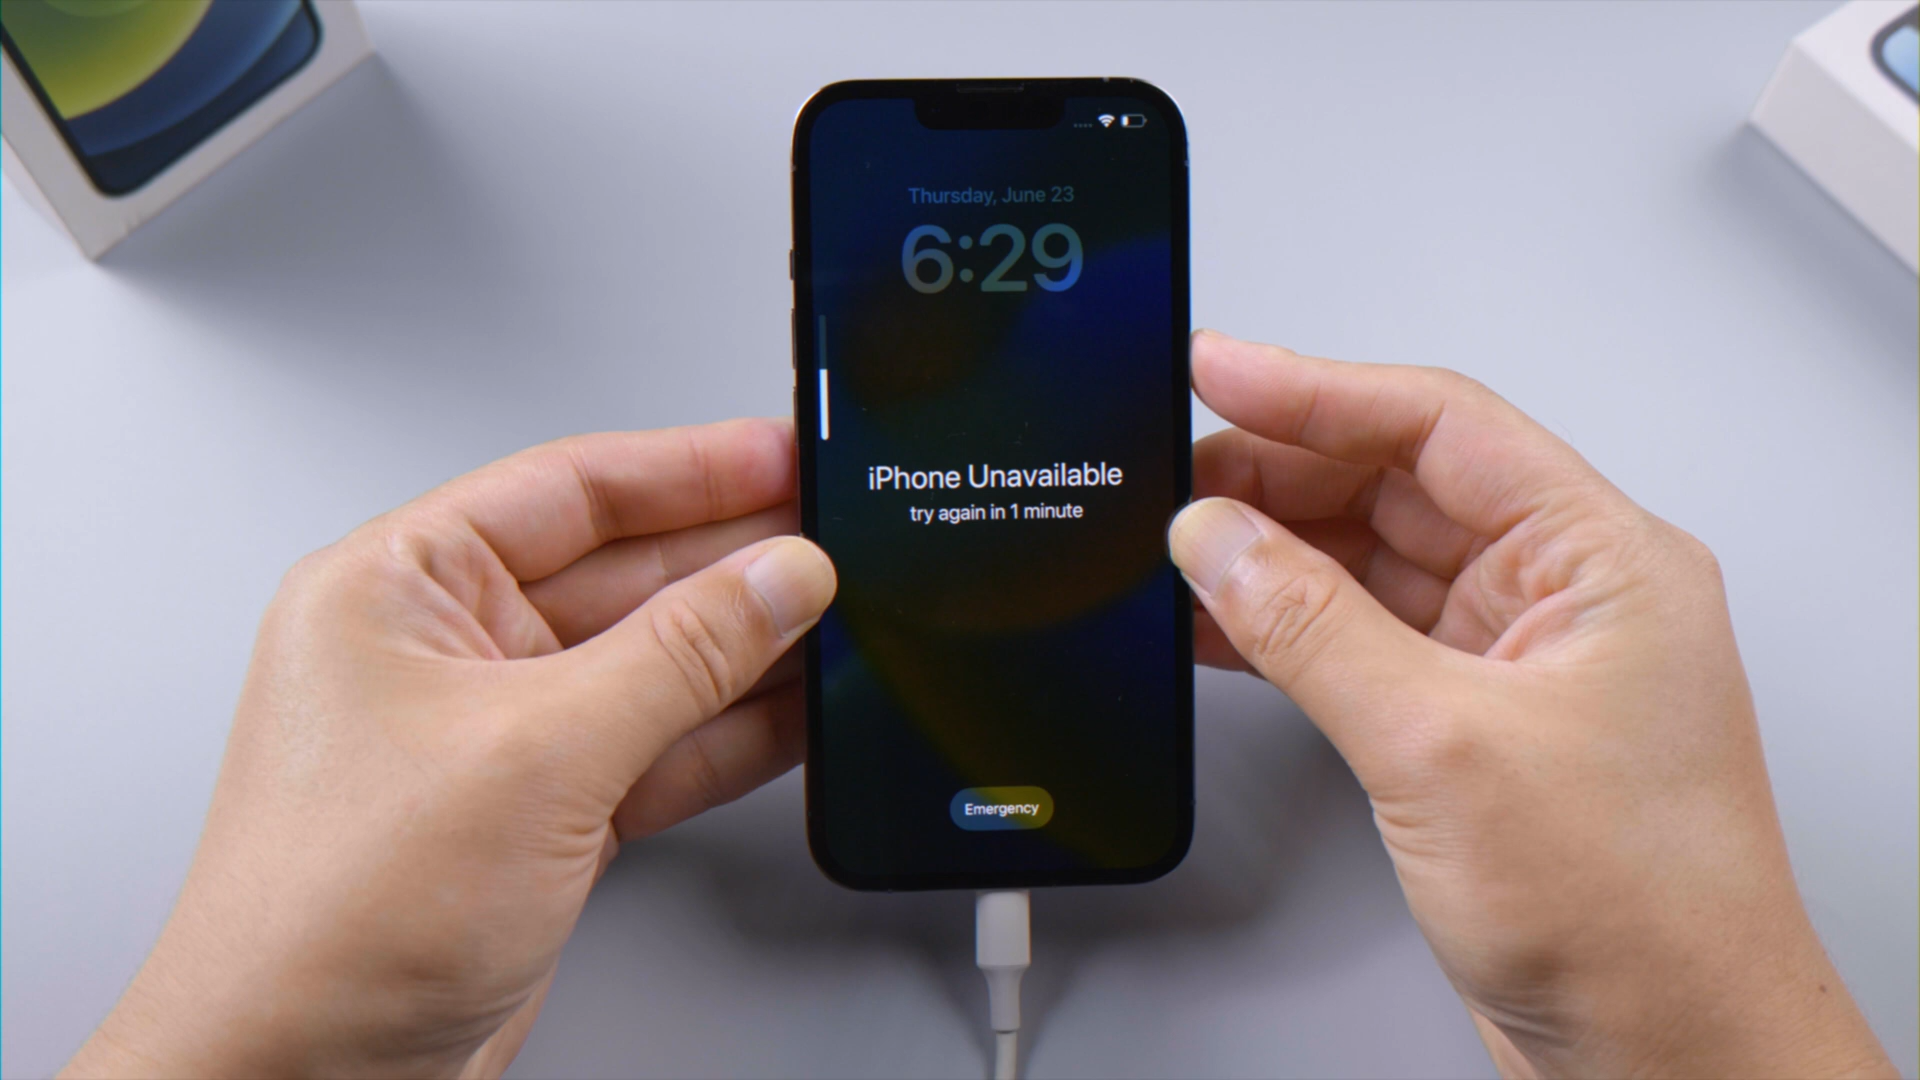 Thursday, June 23
6:29
iPhone Unavailable
try again in 1 minute
Emergency